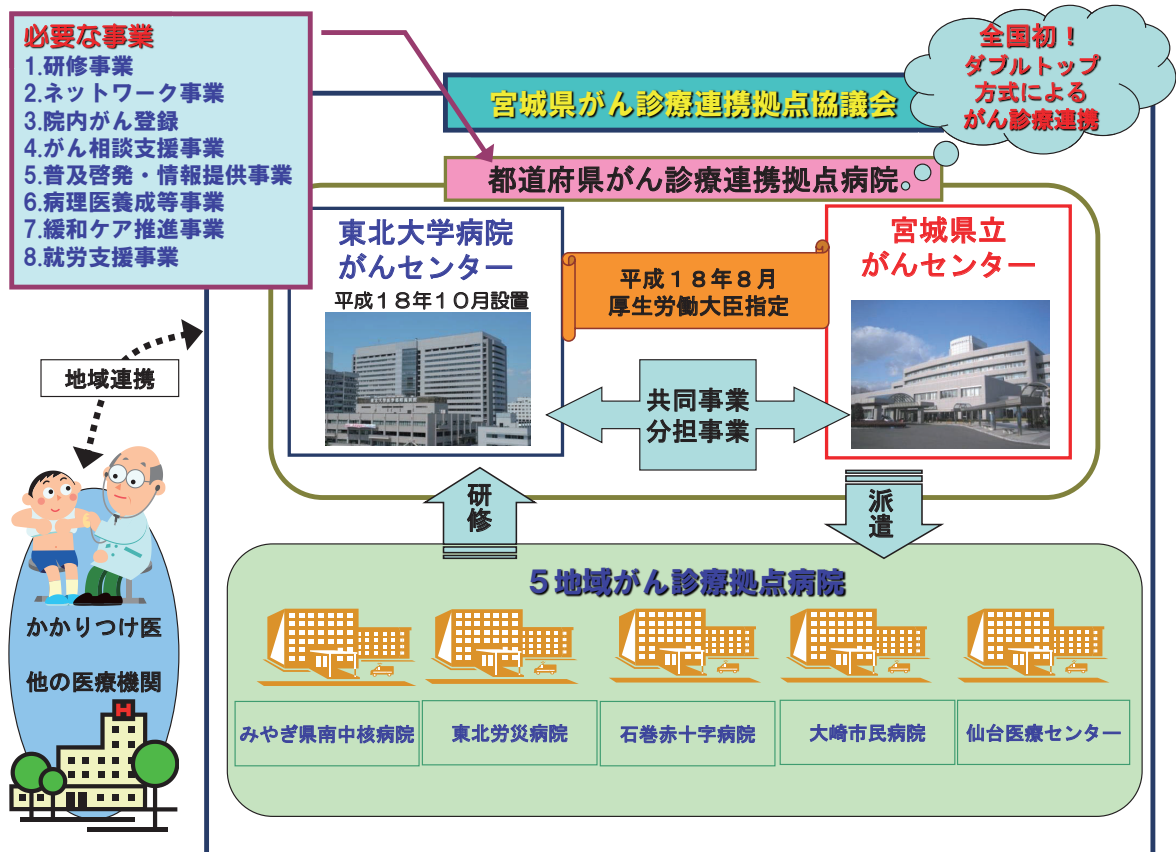 必要な事業
1.研修事業
2.ネットワーク事業
3.院内がん登録
4.がん相談支援事業
5.普及啓発・情報提供事業
6.病理医養成等事業
7.緩和ケア推進事業
8.就労支援事業
全国初！
ダブルトップ
方式による
がん診療連携
宮城県がん診療連携拠点協議会
都道府県がん診療連携拠点病院
東北大学病院
がんセンター
平成１８年１０月設置
平成１８年８月
厚生労働大臣指定
宮城県立
がんセンター
共同事業
分担事業
地域連携
研修
派遣
かかりつけ医
他の医療機関
H
５地域がん診療拠点病院
みやぎ県南中核病院
東北労災病院
石巻赤十字病院
大崎市民病院
仙台医療センター